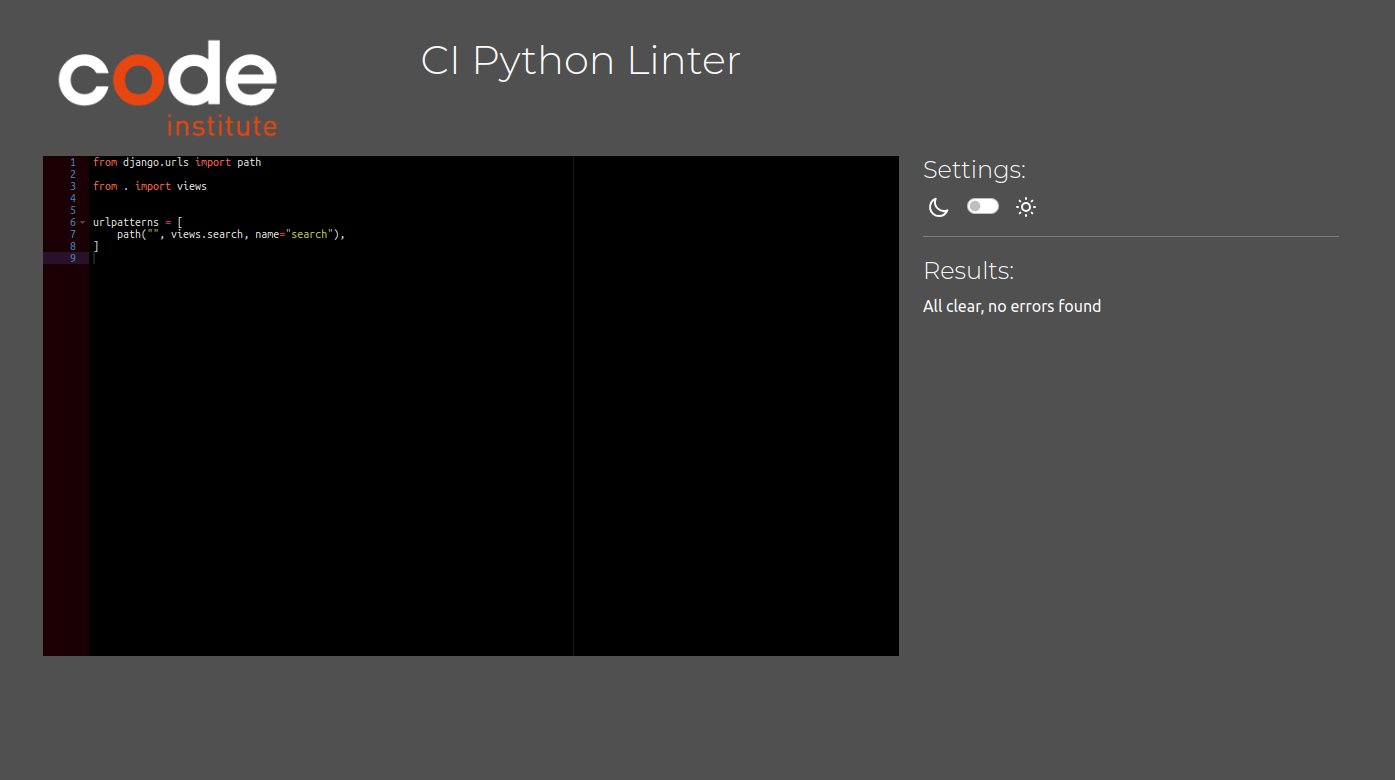 code
institute
CI Python Linter
1 from django.urls import path
2
3 from . import views
4
5
6 urlpatterns = [
7     path("", views.search, name="search"),
8 ]
9
Settings:
Results:
All clear, no errors found